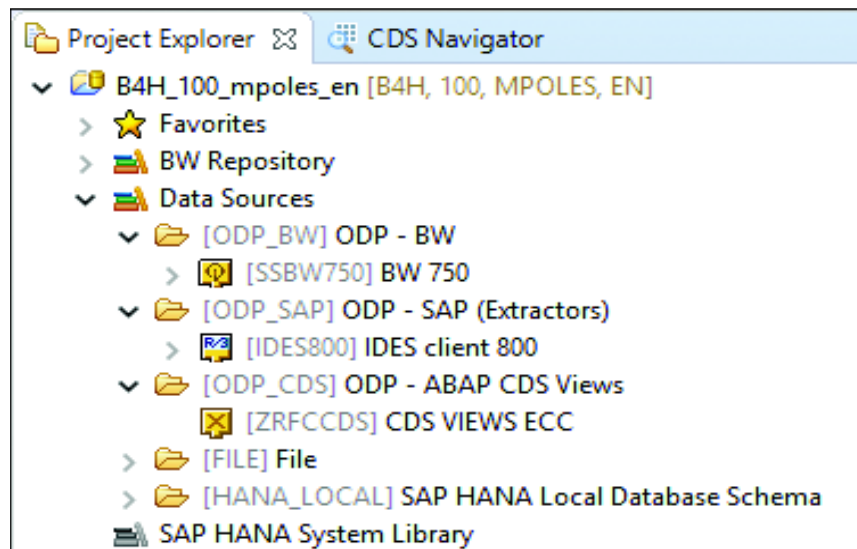 Project Explorer CDS Navigator
B4H_100_mpoles_en [B4H, 100, MPOLES, EN]
Favorites
BW Repository
Data Sources
[ODP_BW] ODP - BW
[SSBW750] BW 750
[ODP_SAP] ODP - SAP (Extractors)
R/3 [IDES800] IDES client 800
[ODP_CDS] ODP - ABAP CDS Views
[ZRFCCDS] CDS VIEWS ECC
[FILE] File
[HANA_LOCAL] SAP HANA Local Database Schema
SAP HANA System Library